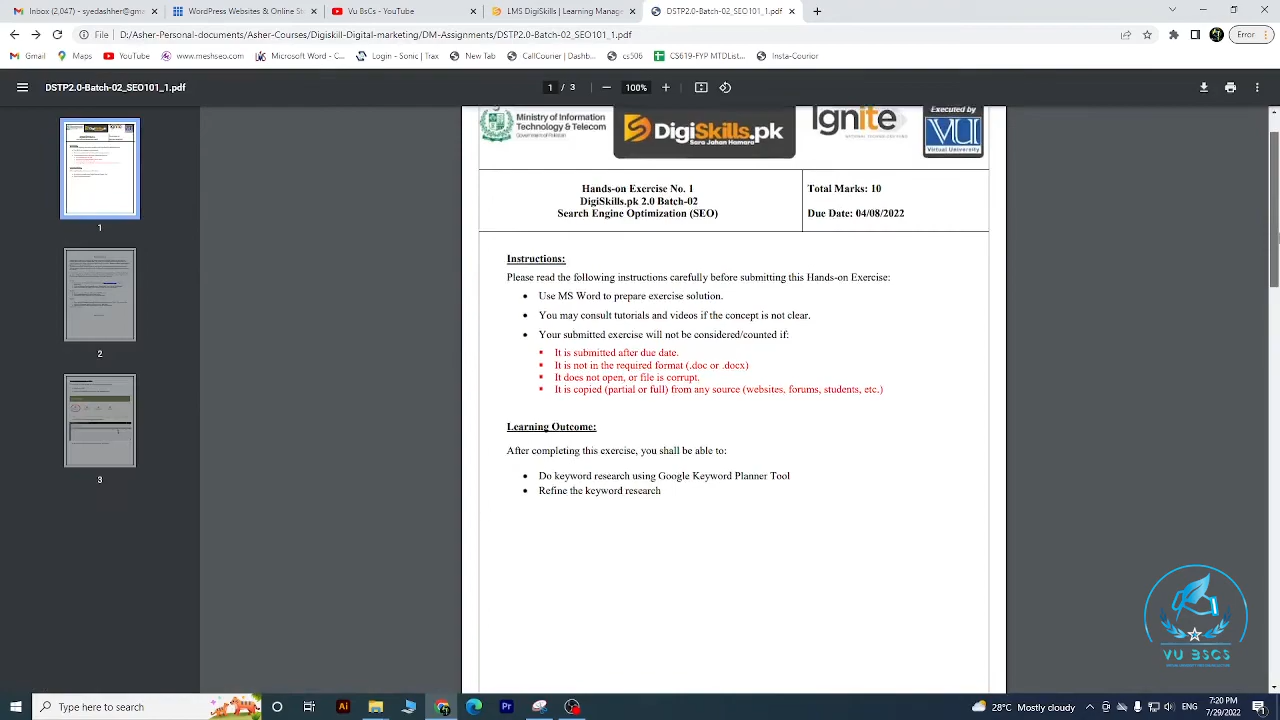 Inbox (2,047) - syedasher@gmail
WordPress Websites & Online St
Vu BScS - YouTube
LMS DigiSkills | Learning Manage
DSTP2.0-Batch-02_SEO101_1.pdf
File | D:/Asher-Personal-documents/Asher-Courses/Digiskill-Digital-marketing/DM-Assignments/DSTP2.0-Batch-02_SEO101_1.pdf
Error
Gmail
Maps
YouTube
www.meshseo.com
Microsoft Word - C...
Login - Sonic | Trax
New Tab
CallCourier | Dashb...
cs506
CS619-FYP MTDList...
Insta-Courior
DSTP2.0-Batch-02_SEO101_1.pdf
1 / 3
100%
Ministry of Information
Technology & Telecom
Government of Pakistan
DigiSkills.pk
Sara Jahan Hamara
Ignite
Executed by
VU
Virtual University
Hands-on Exercise No. 1
DigiSkills.pk 2.0 Batch-02
Search Engine Optimization (SEO)
Total Marks: 10
Due Date: 04/08/2022
Instructions:
Please read the following instructions carefully before submitting this Hands-on Exercise:
• Use MS Word to prepare exercise solution.
• You may consult tutorials and videos if the concept is not clear.
• Your submitted exercise will not be considered/counted if:
▪ It is submitted after due date.
▪ It is not in the required format (.doc or .docx)
▪ It does not open, or file is corrupt.
▪ It is copied (partial or full) from any source (websites, forums, students, etc.)
Learning Outcome:
After completing this exercise, you shall be able to:
• Do keyword research using Google Keyword Planner Tool
• Refine the keyword research
1
2
3
VU BSCS
Type here to search
Ai
Pr
28°C Mostly cloudy
ENG
7:20 PM
7/29/2022